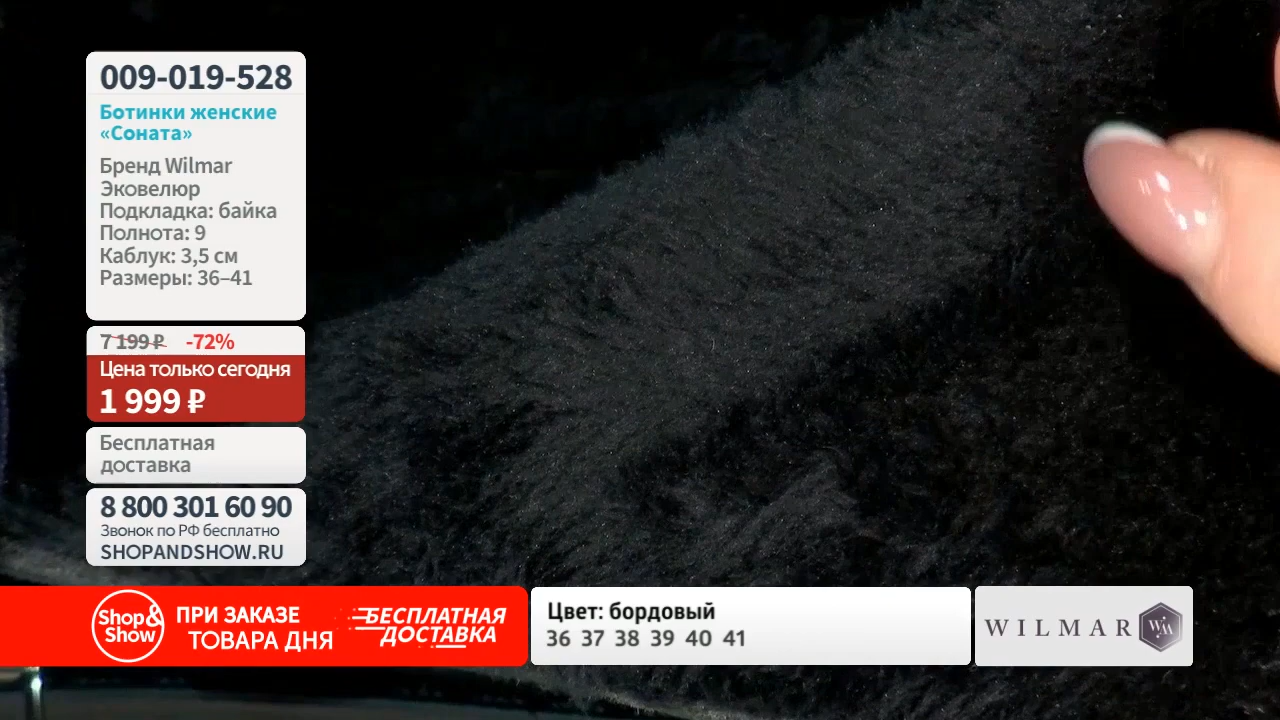 009-019-528
Ботинки женские
«Соната»
Бренд Wilmar
Эковелюр
Подкладка: байка
Полнота: 9
Каблук: 3,5 см
Размеры: 36–41
7 199 ₽ -72%
Цена только сегодня
1 999 ₽
Бесплатная
доставка
8 800 301 60 90
Звонок по РФ бесплатно
SHOPANDSHOW.RU
Shop&
Show
ПРИ ЗАКАЗЕ
ТОВАРА ДНЯ
БЕСПЛАТНАЯ
ДОСТАВКА
Цвет: бордовый
36 37 38 39 40 41
WILMAR WM